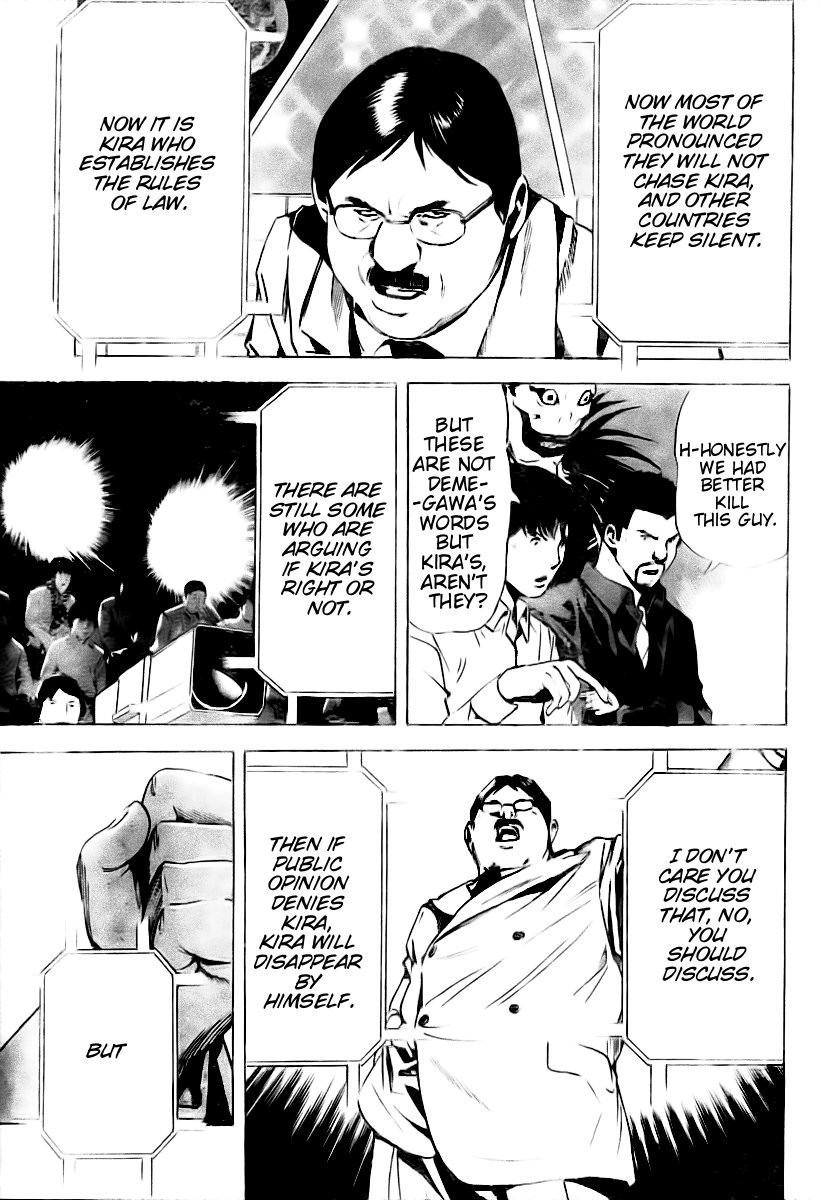 NOW MOST OF
THE WORLD
PRONOUNCED
THEY WILL NOT
CHASE KIRA,
AND OTHER
COUNTRIES
KEEP SILENT.
NOW IT IS
KIRA WHO
ESTABLISHES
THE RULES
OF LAW.
H-HONESTLY
WE HAD
BETTER
KILL
THIS GUY.
BUT
THESE
ARE NOT
DEME-
-GAWA'S
WORDS
BUT
KIRA'S,
AREN'T
THEY?
THERE ARE
STILL SOME
WHO ARE
ARGUING
IF KIRA'S
RIGHT OR
NOT.
I DON'T
CARE YOU
DISCUSS
THAT, NO,
YOU
SHOULD
DISCUSS.
THEN IF
PUBLIC
OPINION
DENIES
KIRA,
KIRA WILL
DISAPPEAR
BY
HIMSELF.
BUT